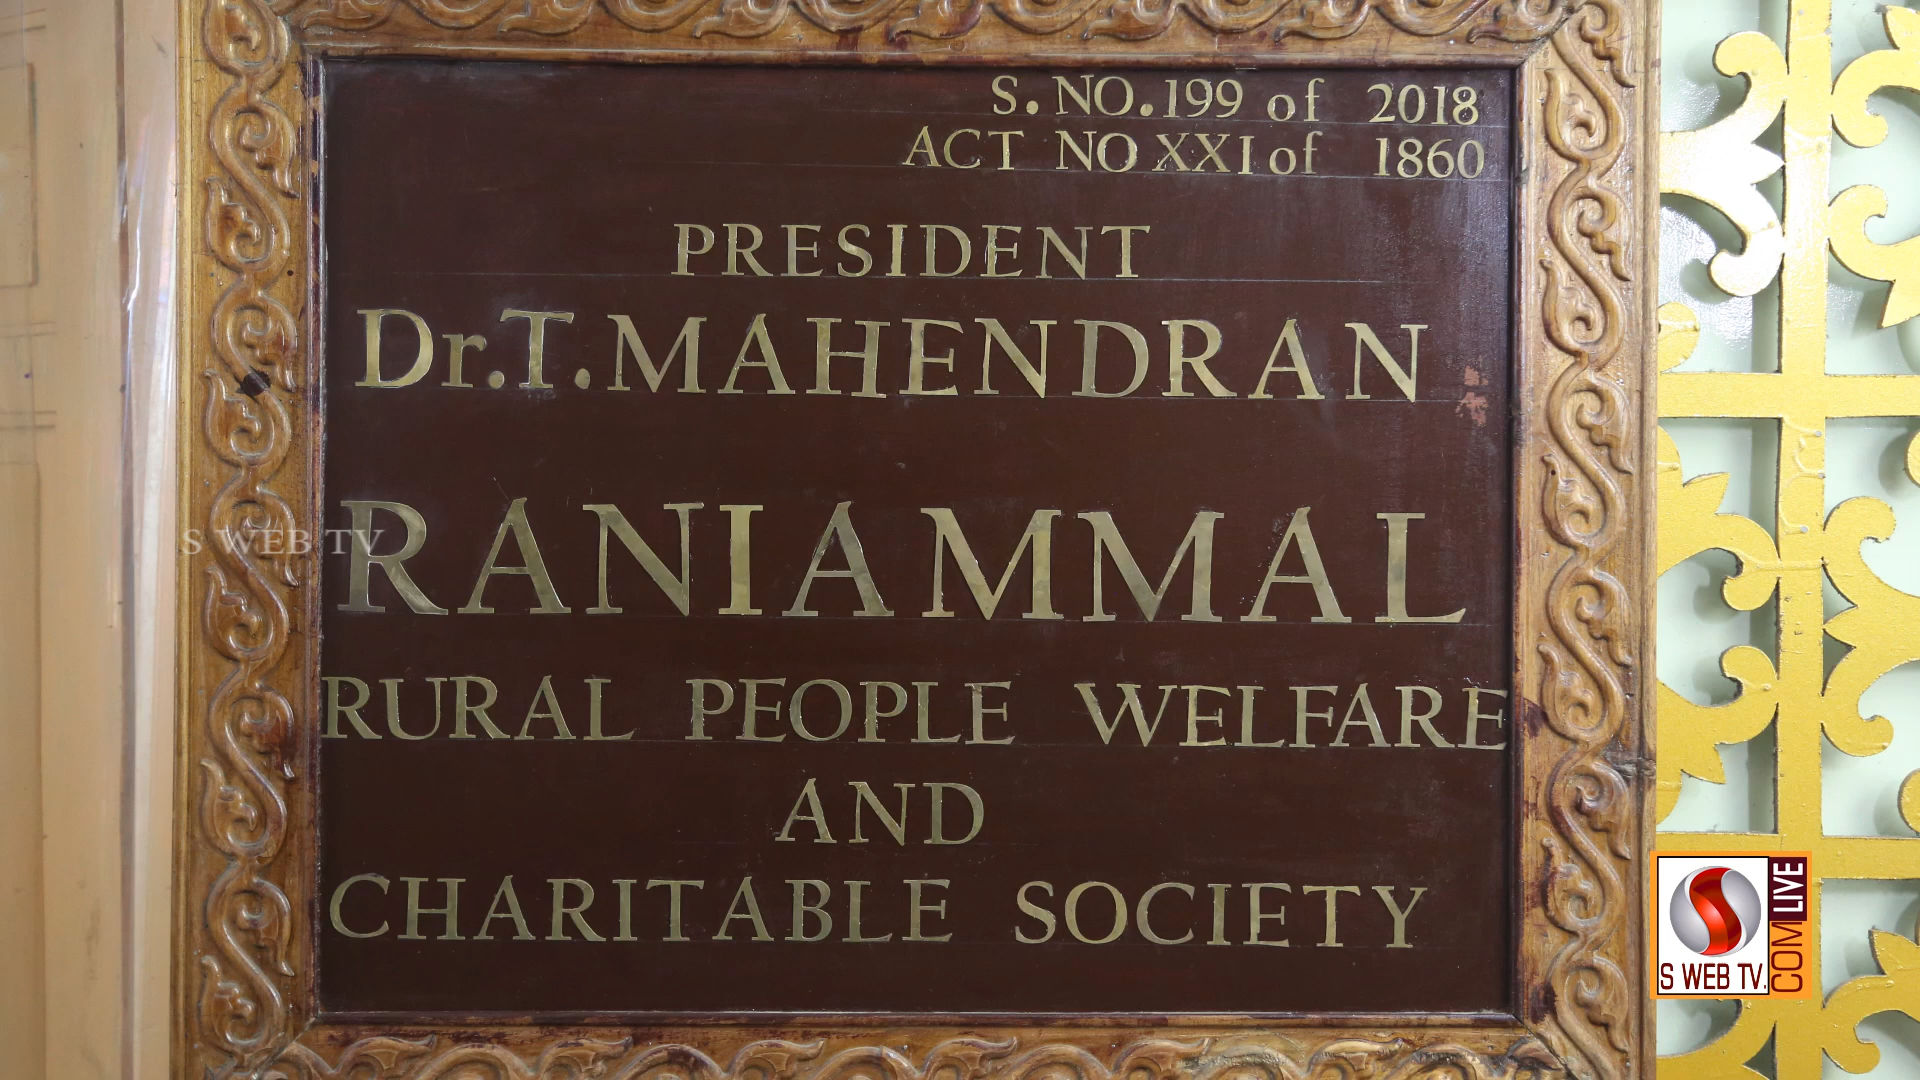 S. NO. 199 of 2018
ACT NO XXI of 1860
PRESIDENT
Dr. T. MAHENDRAN
RANIAMMAL
S WEB TV
RURAL PEOPLE WELFARE
AND
CHARITABLE SOCIETY
S WEB TV.
COM LIVE